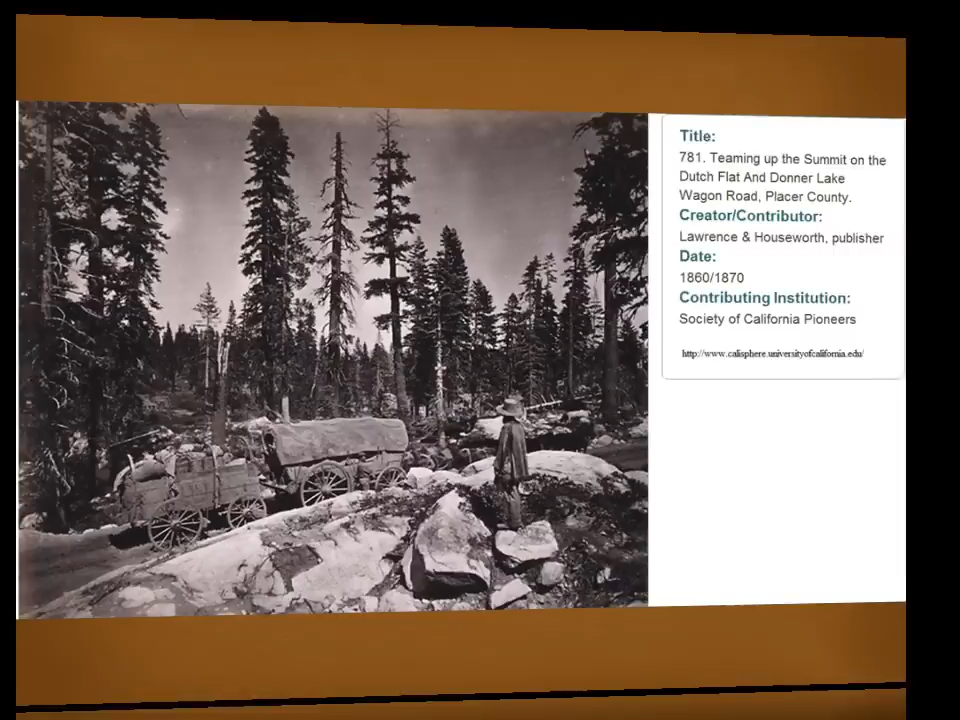 Title:
781. Teaming up the Summit on the
Dutch Flat And Donner Lake
Wagon Road, Placer County.
Creator/Contributor:
Lawrence & Houseworth, publisher
Date:
1860/1870
Contributing Institution:
Society of California Pioneers
http://www.calisphere.universityofcalifornia.edu/